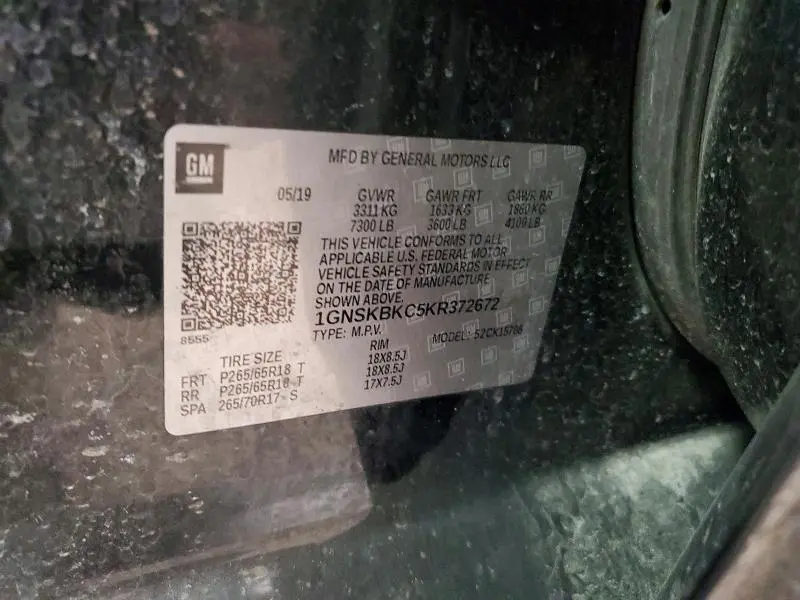 GM
MFD BY GENERAL MOTORS LLC
05/19 GVWR GAWR FRT GAWR RR
3311 KG 1633 KG 1860 KG
7300 LB 3600 LB 4100 LB
THIS VEHICLE CONFORMS TO ALL
APPLICABLE U.S. FEDERAL MOTOR
VEHICLE SAFETY STANDARDS IN EFFECT
ON THE DATE OF MANUFACTURE
SHOWN ABOVE.
1GNSKBKC5KR372672
TYPE: M.P.V. MODEL: 52CK15706
8555
TIRE SIZE RIM
FRT P265/65R18 T 18X8.5J
RR P265/65R18 T 18X8.5J
SPA 265/70R17 S 17X7.5J